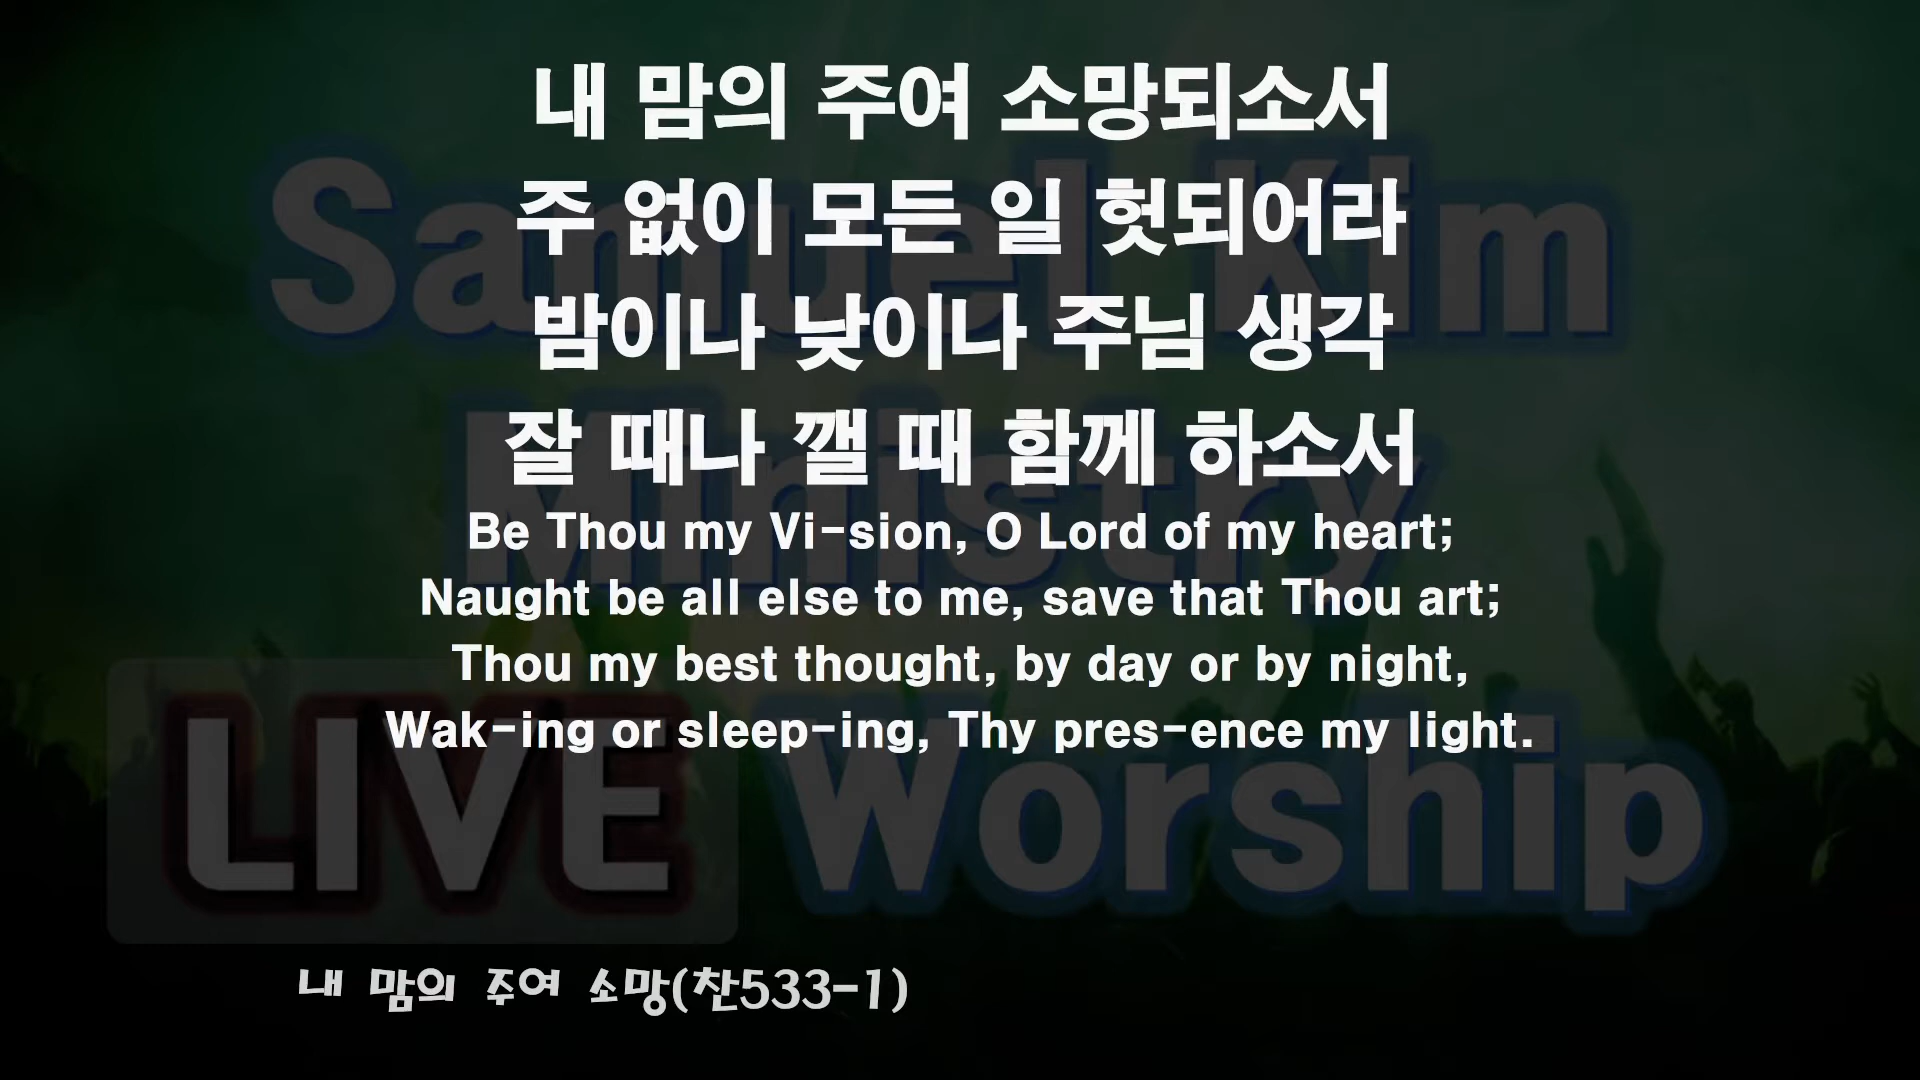 내 맘의 주여 소망되소서
주 없이 모든 일 헛되어라
밤이나 낮이나 주님 생각
잘 때나 깰 때 함께 하소서
Be Thou my Vi-sion, O Lord of my heart;
Naught be all else to me, save that Thou art;
Thou my best thought, by day or by night,
Wak-ing or sleep-ing, Thy pres-ence my light.
Samuel Kim
Ministry
LIVE Worship
내 맘의 주여 소망(찬533-1)